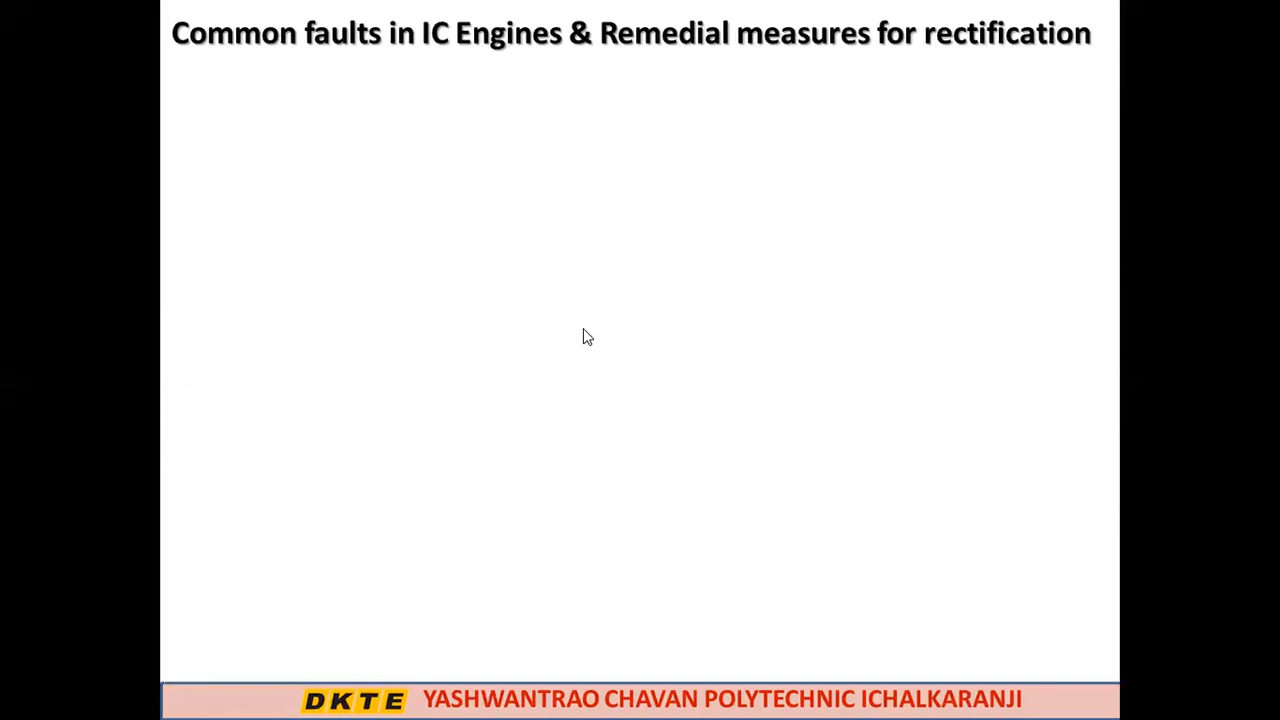 Common faults in IC Engines & Remedial measures for rectification
DKTE YASHWANTRAO CHAVAN POLYTECHNIC ICHALKARANJI